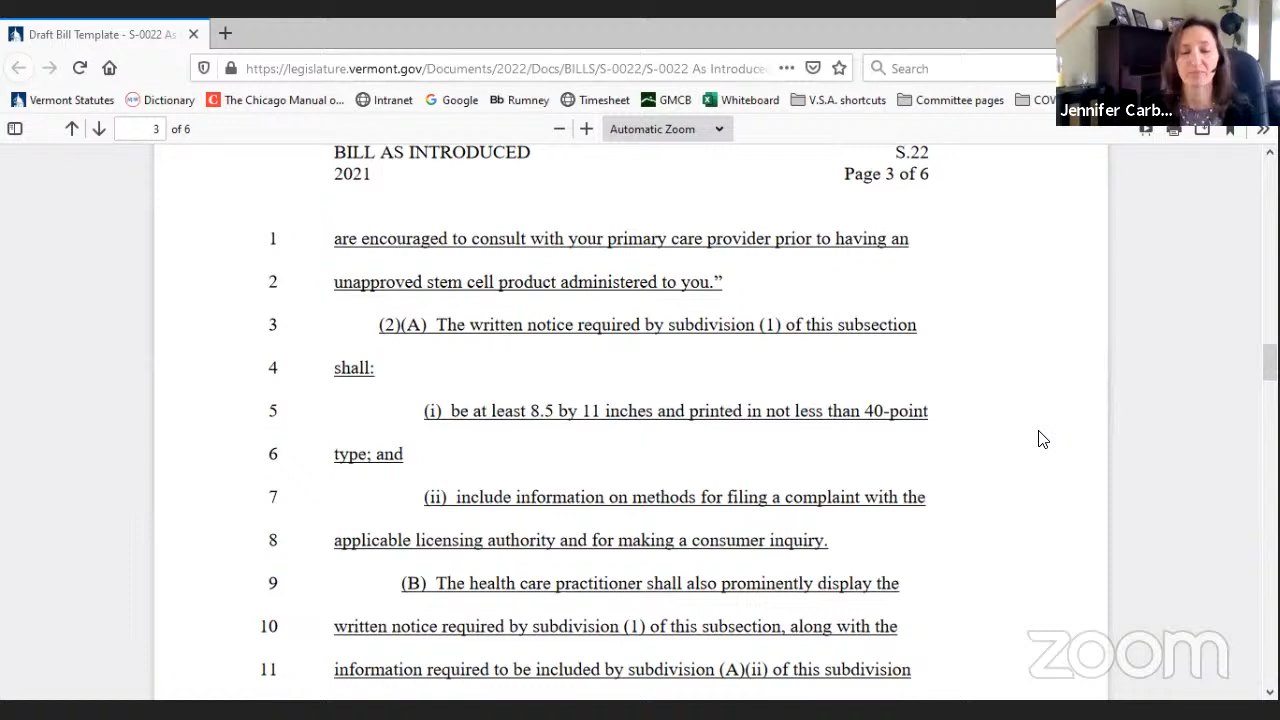 Draft Bill Template - S-0022 As
https://legislature.vermont.gov/Documents/2022/Docs/BILLS/S-0022/S-0022 As Introduced
Search
Vermont Statutes
Dictionary
The Chicago Manual o...
Intranet
Google
Bb Rumney
Timesheet
GMCB
Whiteboard
V.S.A. shortcuts
Committee pages
COV
Jennifer Carb...
3 of 6
Automatic Zoom
BILL AS INTRODUCED S.22
2021 Page 3 of 6
1 are encouraged to consult with your primary care provider prior to having an
2 unapproved stem cell product administered to you.”
3 (2)(A) The written notice required by subdivision (1) of this subsection
4 shall:
5 (i) be at least 8.5 by 11 inches and printed in not less than 40-point
6 type; and
7 (ii) include information on methods for filing a complaint with the
8 applicable licensing authority and for making a consumer inquiry.
9 (B) The health care practitioner shall also prominently display the
10 written notice required by subdivision (1) of this subsection, along with the
11 information required to be included by subdivision (A)(ii) of this subdivision
zoom